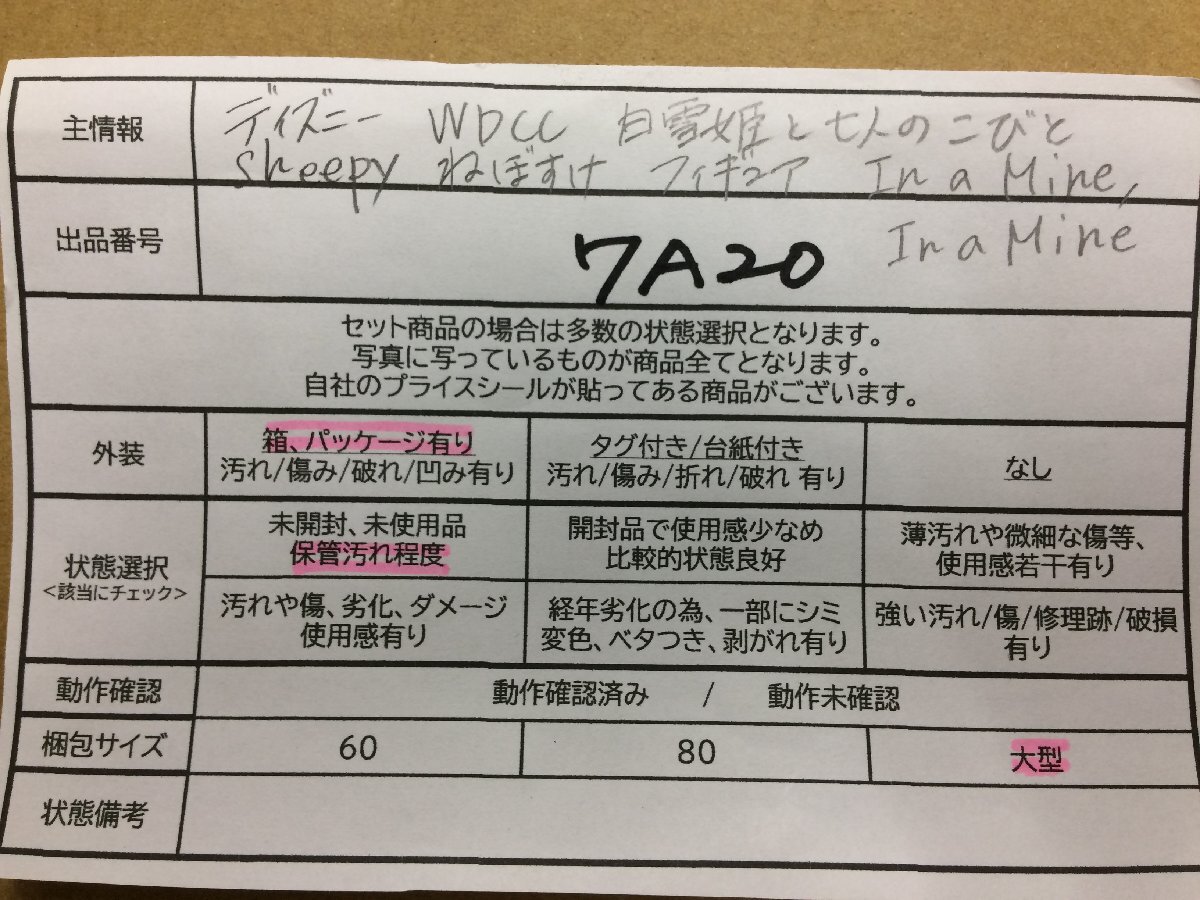 主情報
ディズニー WDCC 白雪姫と七人のこびと
Sheepy ねぼすけ フィギュア In a Mine,
In a Mine
出品番号
7A20
セット商品の場合は多数の状態選択となります。
写真に写っているものが商品全てとなります。
自社のプライスシールが貼ってある商品がございます。
外装
箱、パッケージ有り
汚れ/傷み/破れ/凹み有り
タグ付き/台紙付き
汚れ/傷み/折れ/破れ 有り
なし
状態選択
<該当にチェック>
未開封、未使用品
保管汚れ程度
開封品で使用感少なめ
比較的状態良好
薄汚れや微細な傷等、
使用感若干有り
汚れや傷、劣化、ダメージ
使用感有り
経年劣化の為、一部にシミ
変色、ベタつき、剥がれ有り
強い汚れ/傷/修理跡/破損
有り
動作確認
動作確認済み / 動作未確認
梱包サイズ
60
80
大型
状態備考